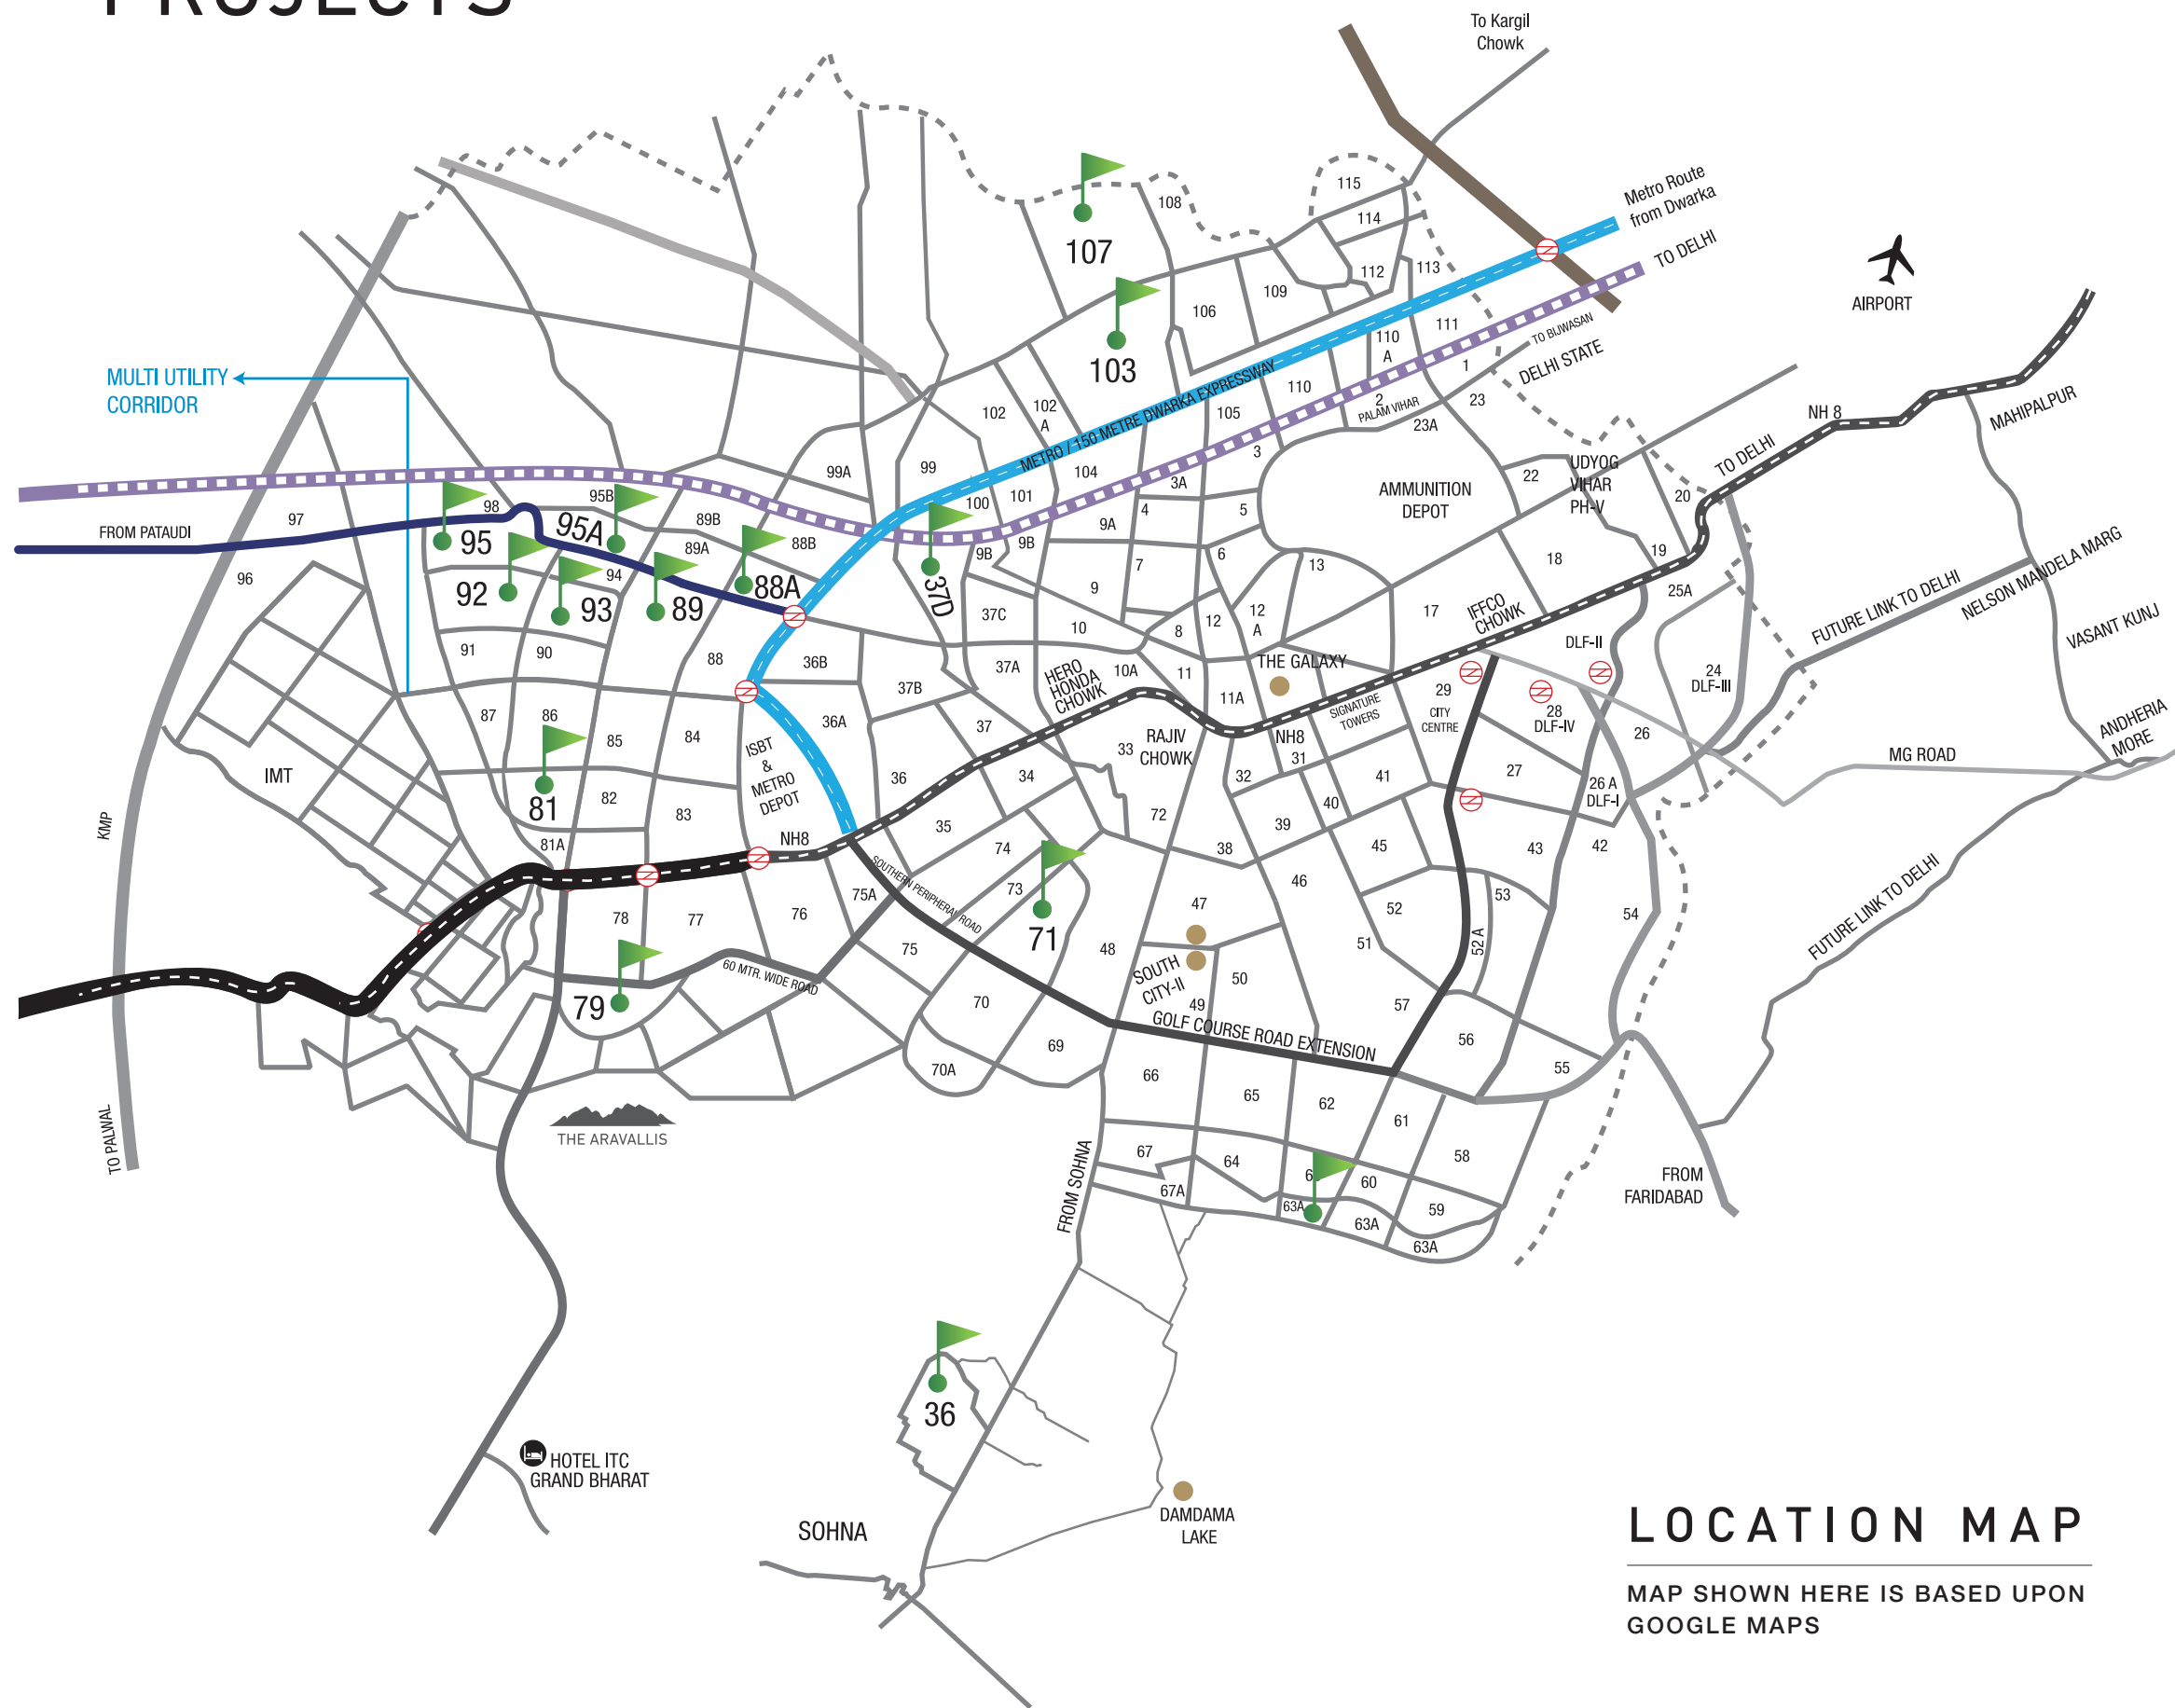 PROJECTS
To Kargil
Chowk
Metro Route
from Dwarka
TO DELHI
AIRPORT
115
114
108
107
113
112
109
106
111
110
A
TO BIJWASAN
DELHI STATE
1
103
110
2
PALAM VIHAR
23
23A
105
METRO / 150 METRE DWARKA EXPRESSWAY
102
102
A
MULTI UTILITY
CORRIDOR
NH 8
MAHIPALPUR
TO DELHI
3
104
3A
99
99A
100
101
22
UDYOG
VIHAR
PH-V
20
AMMUNITION
DEPOT
95B
98
97
FROM PATAUDI
95
95A
89B
89A
88B
9B
9B
9A
4
5
6
7
13
18
19
25A
96
92
93
94
89
88A
37D
37C
9
10
8
12
12
A
17
IFFCO
CHOWK
DLF-II
24
DLF-III
FUTURE LINK TO DELHI
NELSON MANDELA MARG
VASANT KUNJ
91
90
88
36B
37B
37A
HERO
HONDA
CHOWK
10A
11
11A
THE GALAXY
SIGNATURE
TOWERS
29
CITY
CENTRE
28
DLF-IV
26
ANDHERIA
MORE
MG ROAD
87
86
85
84
ISBT
&
METRO
DEPOT
36A
37
36
34
33
RAJIV
CHOWK
NH8
31
32
41
40
27
26 A
DLF-I
IMT
KMP
81
82
83
81A
NH8
35
74
72
38
39
45
43
42
SOUTHERN PERIPHERAL ROAD
73
71
75A
76
77
78
75
46
47
48
52
53
52 A
51
54
FUTURE LINK TO DELHI
60 MTR. WIDE ROAD
79
70
SOUTH
CITY-II
49
50
57
56
55
GOLF COURSE ROAD EXTENSION
69
70A
66
65
62
61
58
THE ARAVALLIS
TO PALWAL
67
64
60
59
67A
63A
63A
63A
FROM SOHNA
FROM
FARIDABAD
36
HOTEL ITC
GRAND BHARAT
SOHNA
DAMDAMA
LAKE
LOCATION MAP
MAP SHOWN HERE IS BASED UPON
GOOGLE MAPS